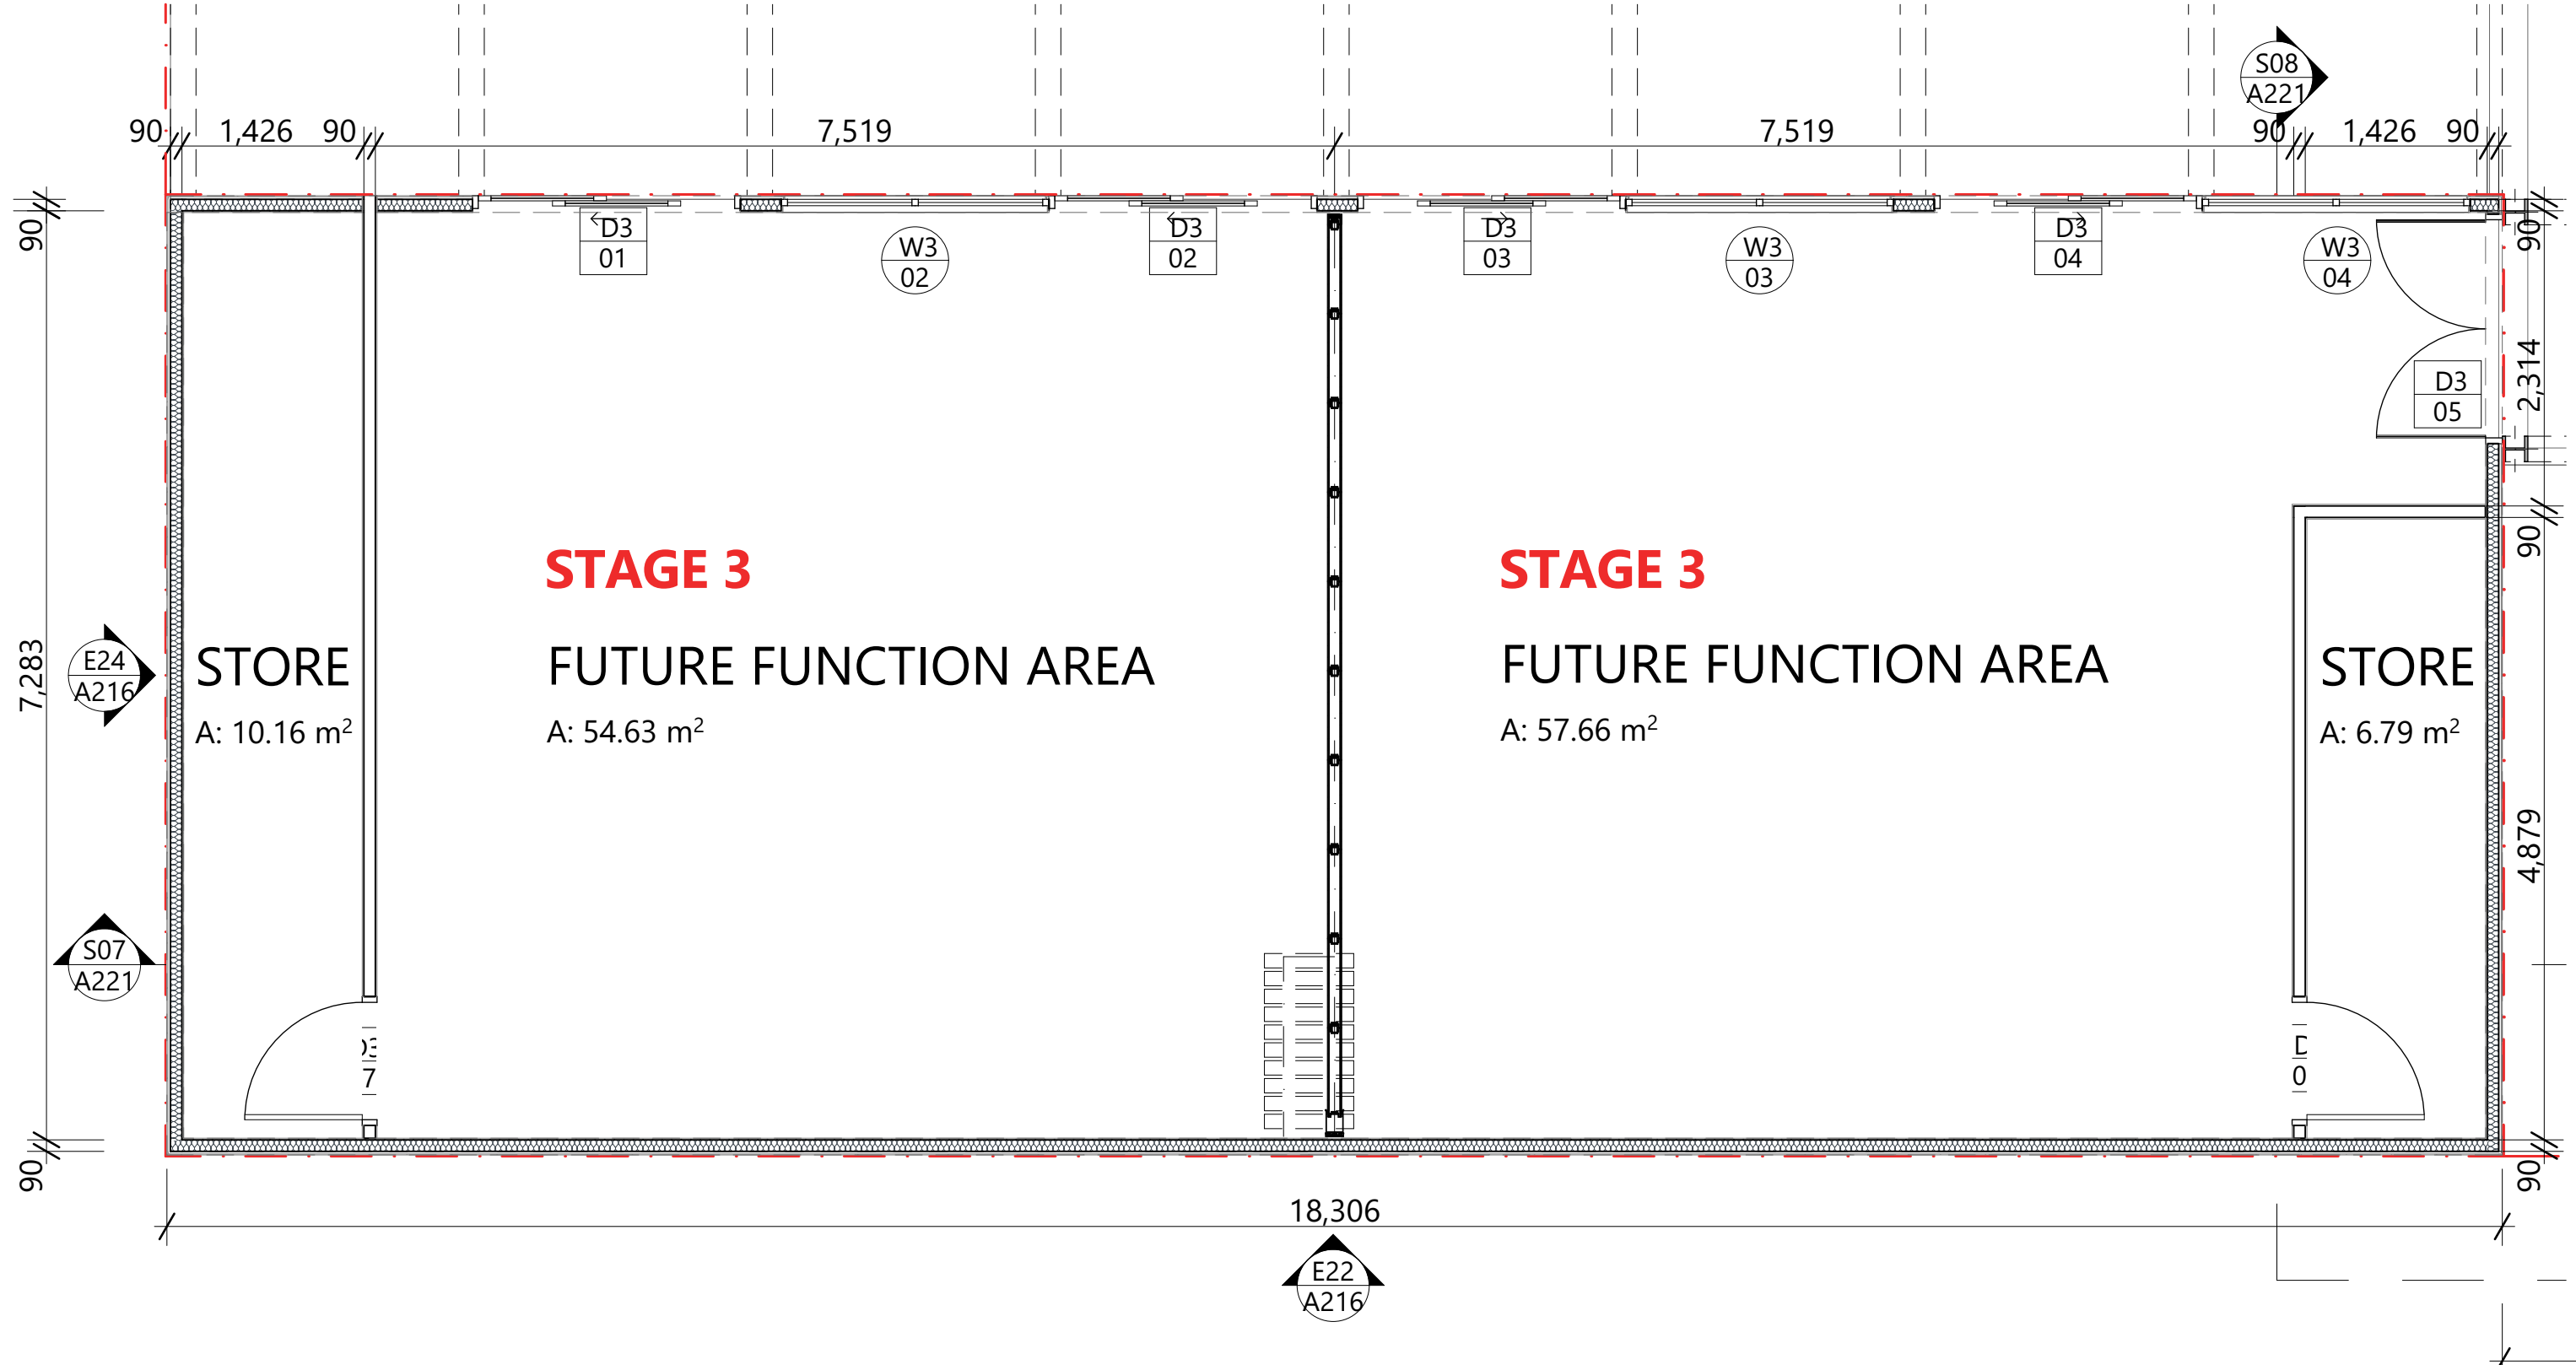 S08
A221
90 1,426 90 7,519 7,519 90 1,426 90
90
90
D3
01
W3
02
D3
02
D3
03
W3
03
D3
04
W3
04
2,314
D3
05
90
STAGE 3
STAGE 3
FUTURE FUNCTION AREA
FUTURE FUNCTION AREA
STORE
STORE
A: 10.16 m²
A: 54.63 m²
A: 57.66 m²
A: 6.79 m²
7,283
E24
A216
4,879
S07
A221
7
D
0
90
90
18,306
E22
A216